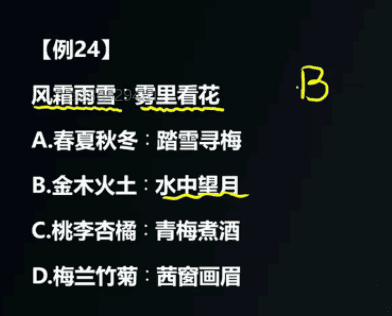 【例24】
风霜雨雪：雾里看花
B
A.春夏秋冬：踏雪寻梅
B.金木火土：水中望月
C.桃李杏橘：青梅煮酒
D.梅兰竹菊：茜窗画眉